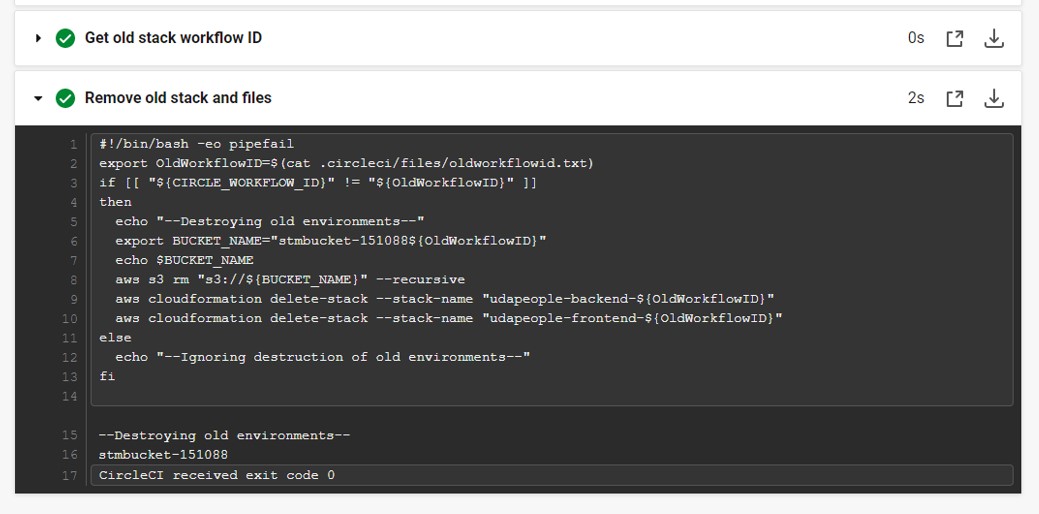 Get old stack workflow ID 0s
Remove old stack and files 2s
1 #!/bin/bash -eo pipefail
2 export OldWorkflowID=$(cat .circleci/files/oldworkflowid.txt)
3 if [[ "${CIRCLE_WORKFLOW_ID}" != "${OldWorkflowID}" ]]
4 then
5   echo "--Destroying old environments--"
6   export BUCKET_NAME="stmbucket-151088${OldWorkflowID}"
7   echo $BUCKET_NAME
8   aws s3 rm "s3://${BUCKET_NAME}" --recursive
9   aws cloudformation delete-stack --stack-name "udapeople-backend-${OldWorkflowID}"
10   aws cloudformation delete-stack --stack-name "udapeople-frontend-${OldWorkflowID}"
11 else
12   echo "--Ignoring destruction of old environments--"
13 fi
14
15 --Destroying old environments--
16 stmbucket-151088
17 CircleCI received exit code 0